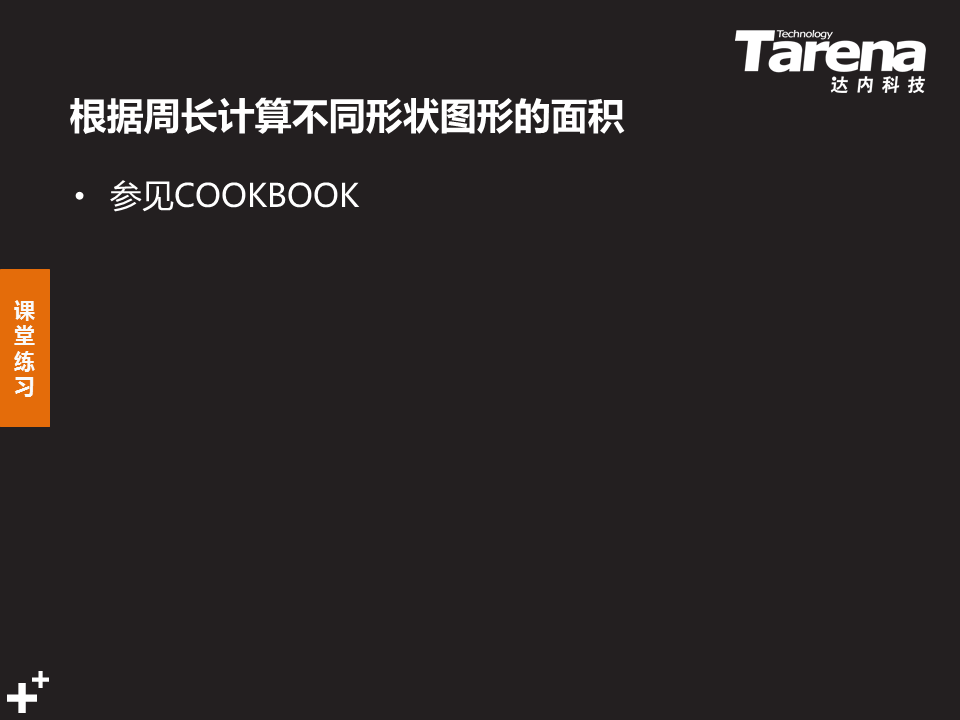 Technology
Tarena
达内科技
根据周长计算不同形状图形的面积
• 参见COOKBOOK
课堂练习